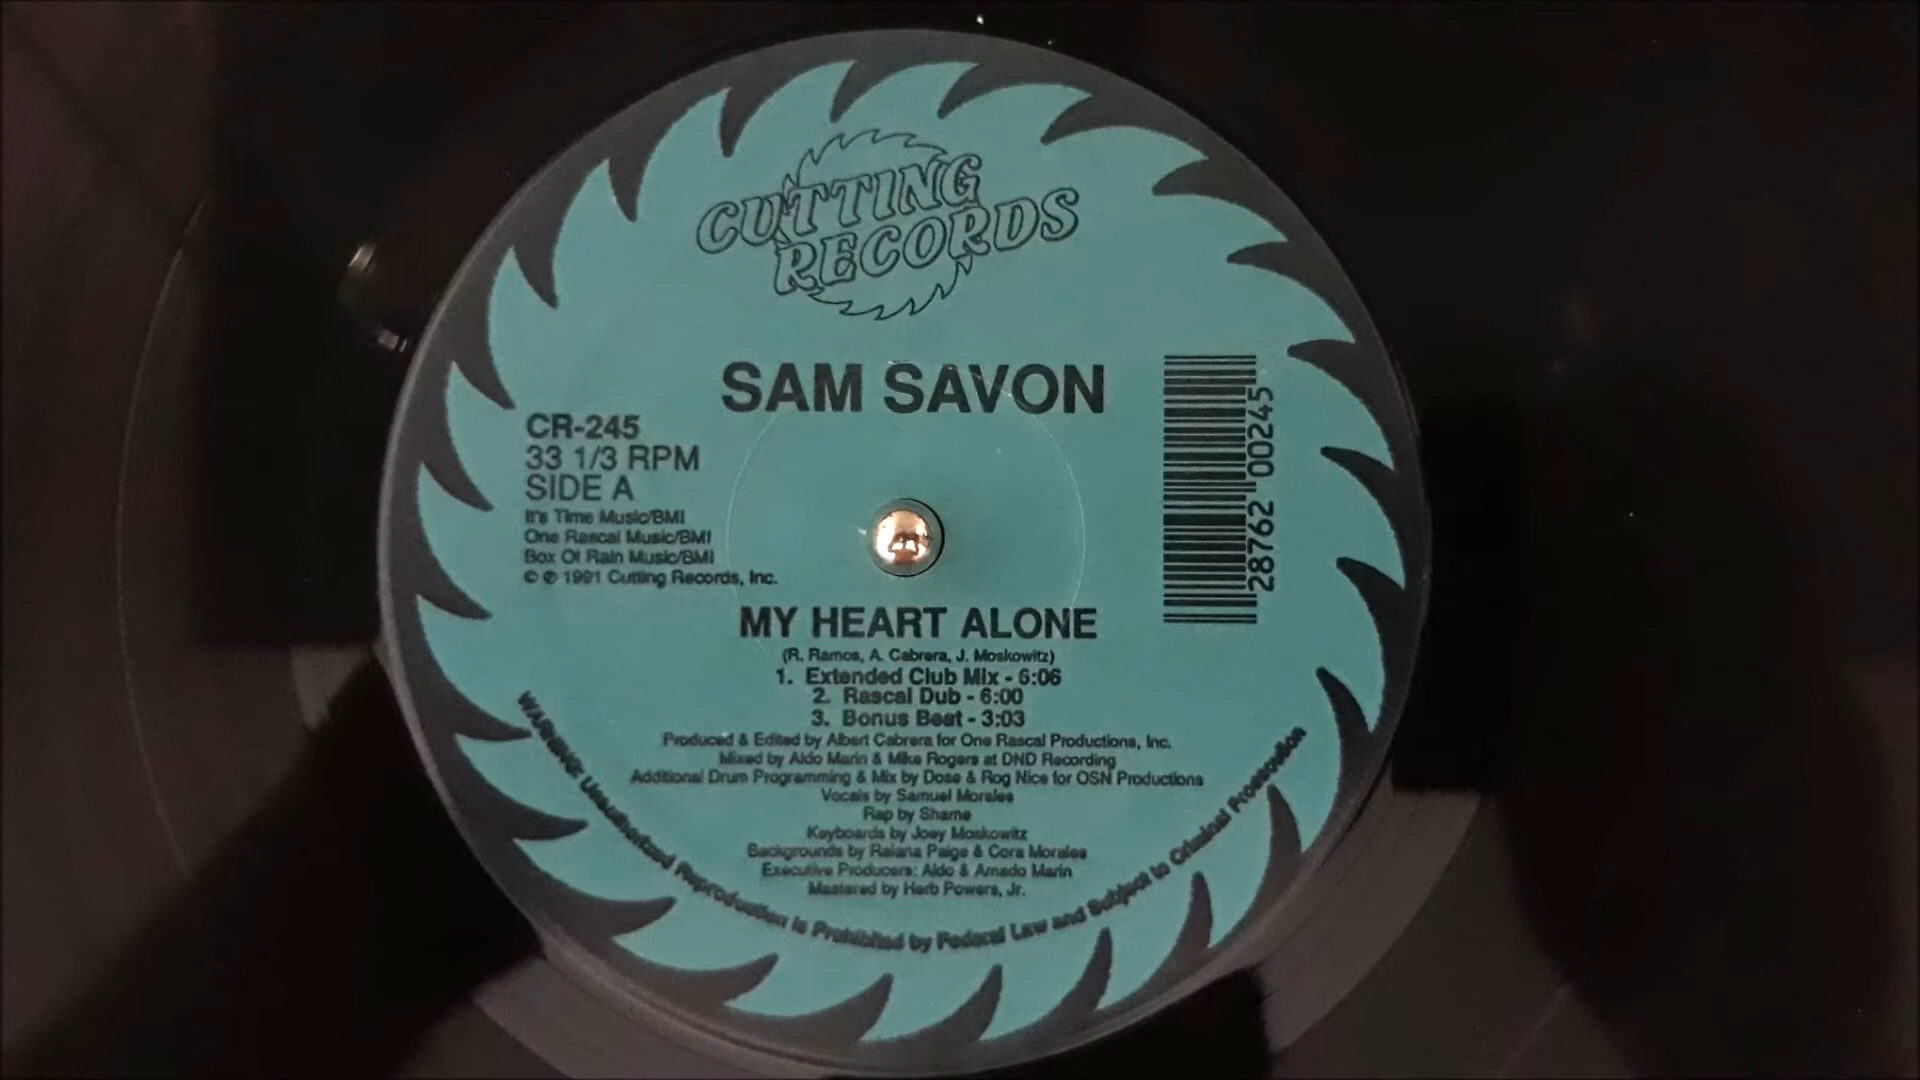 CUTTING
RECORDS
SAM SAVON
CR-245
33 1/3 RPM
SIDE A
It's Time Music/BMI
One Rascal Music/BMI
Box Of Rain Music/BMI
© ℗ 1991 Cutting Records, Inc.
28762 00245
MY HEART ALONE
(R. Ramos, A. Cabrera, J. Moskowitz)
1. Extended Club Mix - 6:06
2. Rascal Dub - 6:00
3. Bonus Beat - 3:03
Produced & Edited by Albert Cabrera for One Rascal Productions, Inc.
Mixed by Aldo Marin & Mike Rogers at DND Recording
Additional Drum Programming & Mix by Dose & Rog Nice for OSN Productions
Vocals by Samuel Morales
Rap by Shame
Keyboards by Joey Moskowitz
Backgrounds by Raiana Paige & Cora Morales
Executive Producers: Aldo & Amado Marin
Mastered by Herb Powers, Jr.
WARNING: Unauthorized Reproduction is Prohibited by Federal Law and Subject to Criminal Prosecution